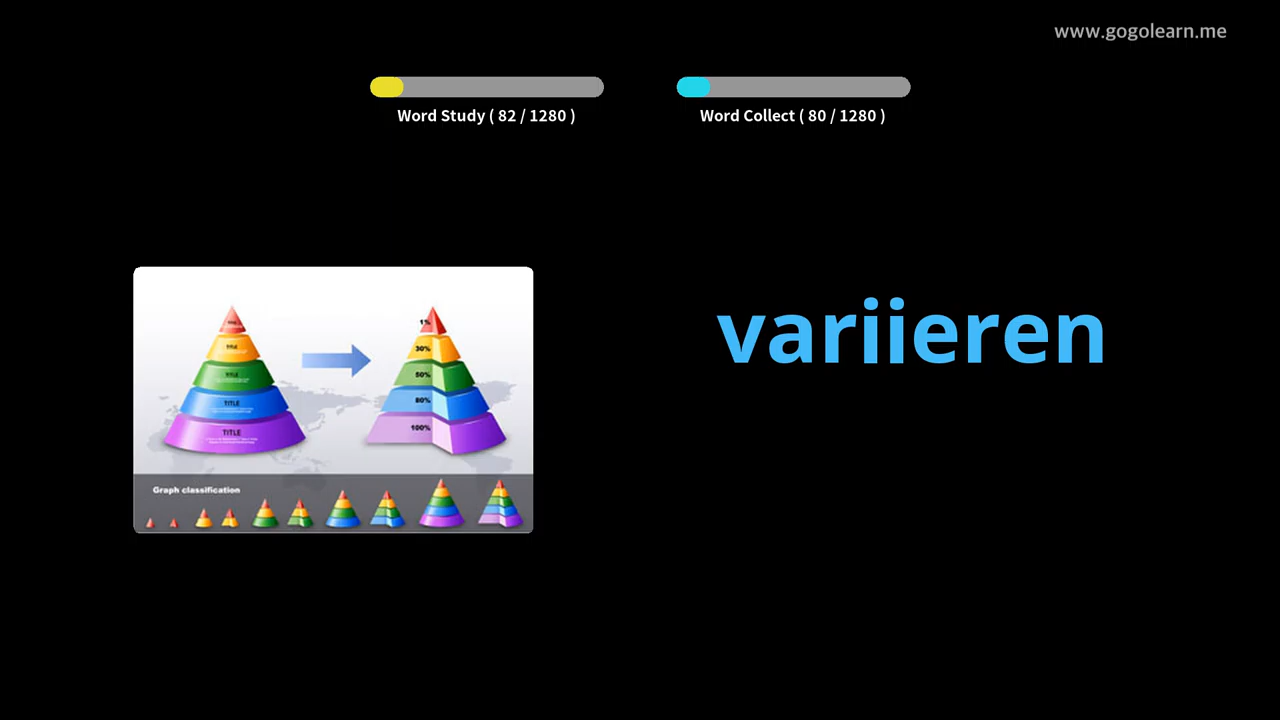 www.gogolearn.me
Word Study ( 82 / 1280 )
Word Collect ( 80 / 1280 )
variieren
TITLE
TITLE
TITLE
TITLE
1%
30%
50%
80%
100%
Graph classification